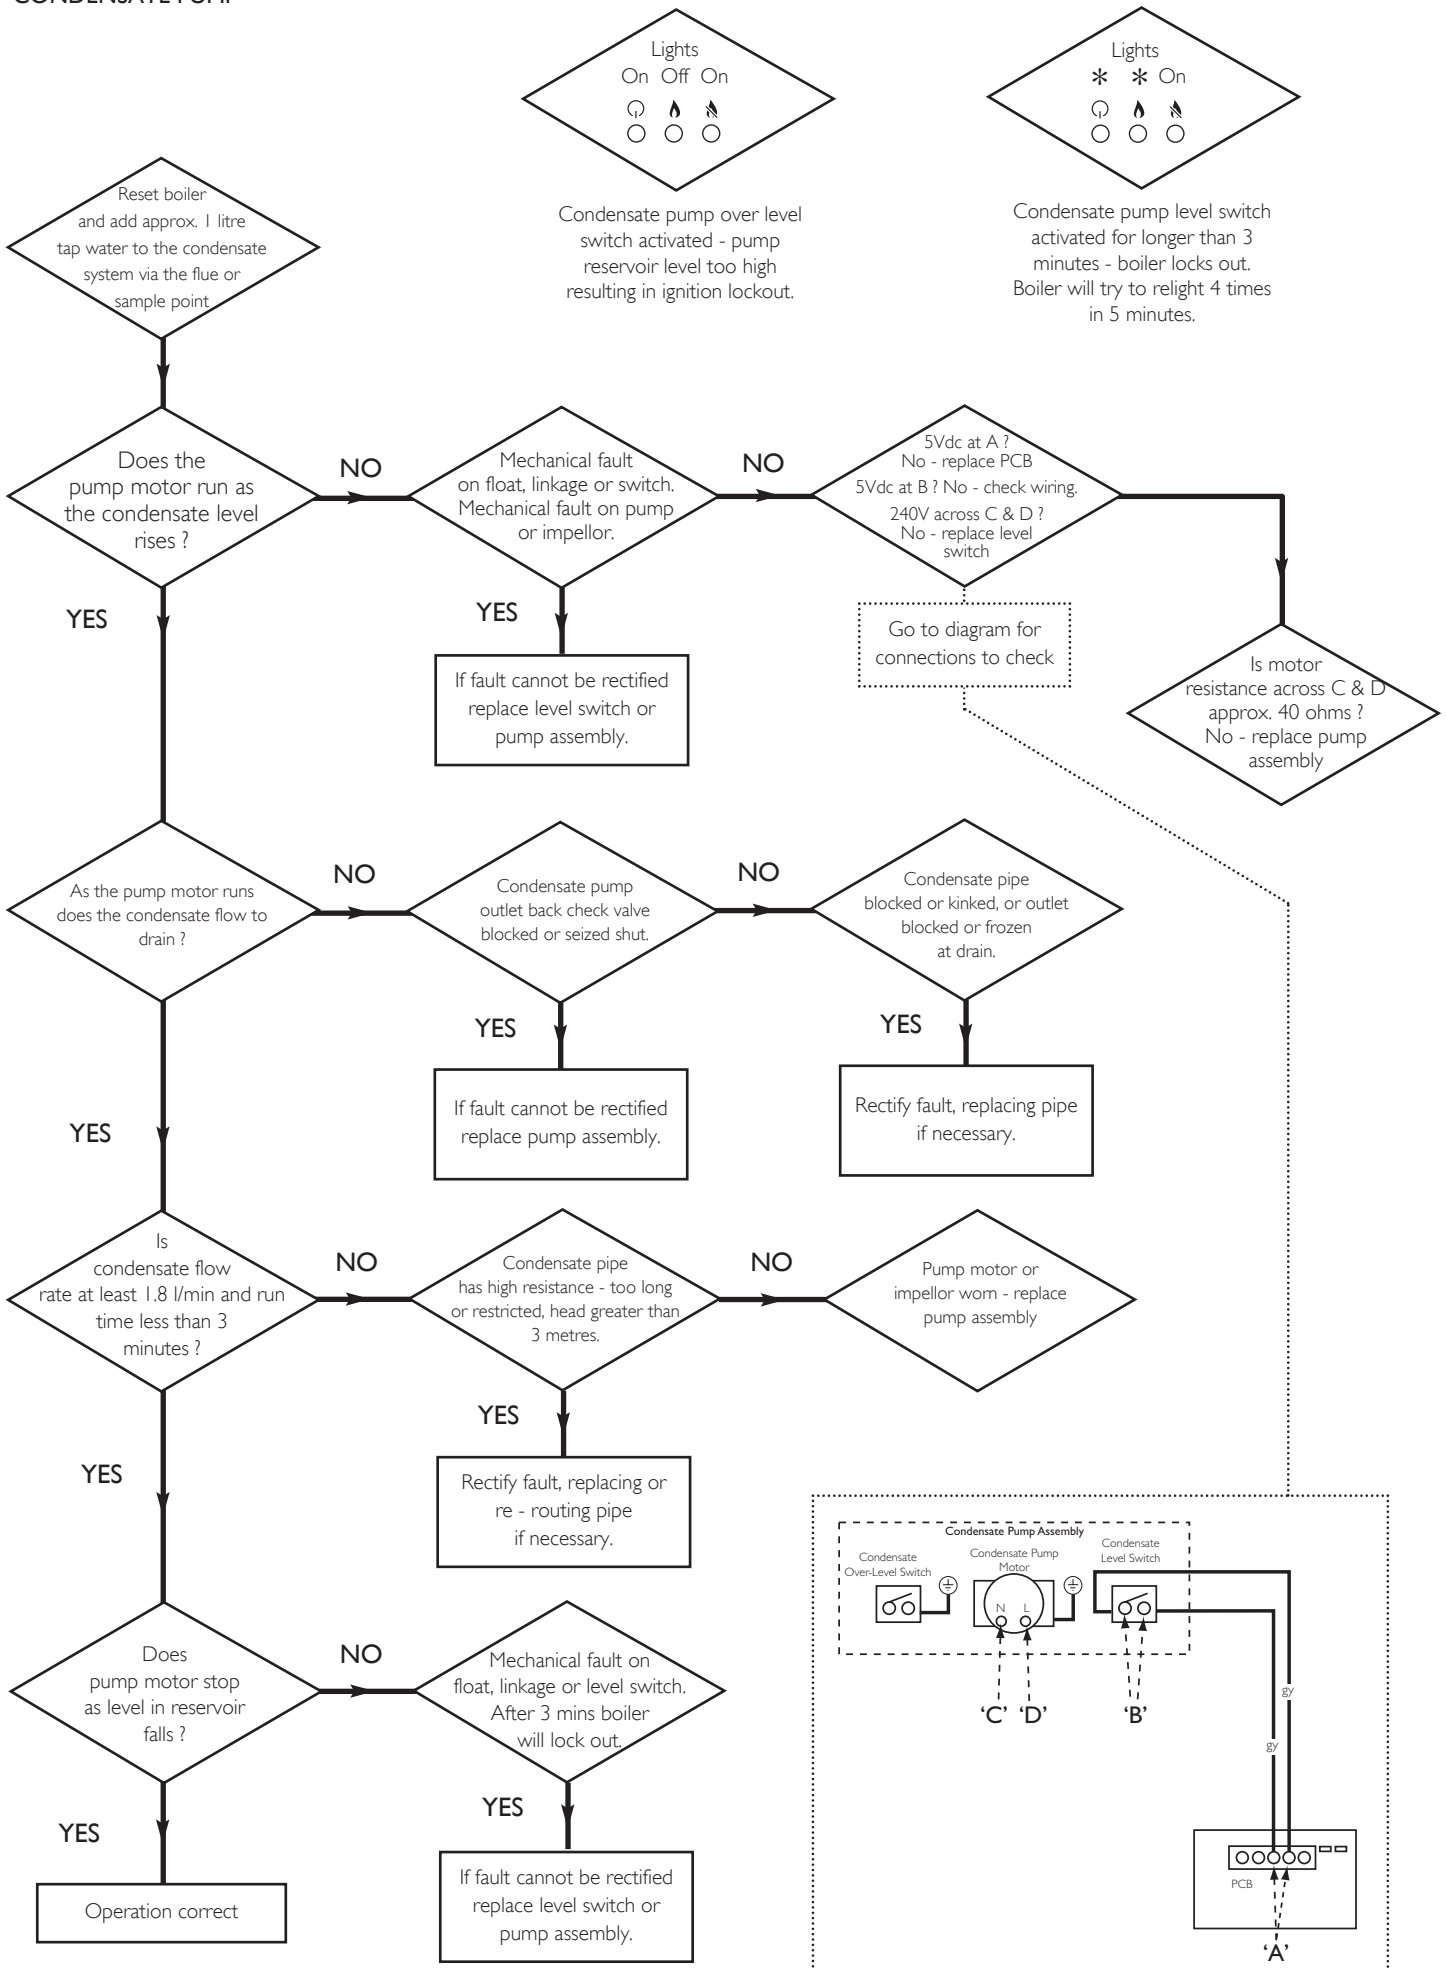 CONDENSATE PUMP
Lights
On Off On
Condensate pump over level
switch activated - pump
reservoir level too high
resulting in ignition lockout.
Lights
* * On
Condensate pump level switch
activated for longer than 3
minutes - boiler locks out.
Boiler will try to relight 4 times
in 5 minutes.
Reset boiler
and add approx. 1 litre
tap water to the condensate
system via the flue or
sample point
Does the
pump motor run as
the condensate level
rises ?
NO
Mechanical fault
on float, linkage or switch.
Mechanical fault on pump
or impellor.
NO
5Vdc at A ?
No - replace PCB
5Vdc at B ? No - check wiring.
240V across C & D ?
No - replace level
switch
YES
YES
If fault cannot be rectified
replace level switch or
pump assembly.
Go to diagram for
connections to check
Is motor
resistance across C & D
approx. 40 ohms ?
No - replace pump
assembly
As the pump motor runs
does the condensate flow to
drain ?
NO
Condensate pump
outlet back check valve
blocked or seized shut.
NO
Condensate pipe
blocked or kinked, or outlet
blocked or frozen
at drain.
YES
YES
YES
If fault cannot be rectified
replace pump assembly.
Rectify fault, replacing pipe
if necessary.
Is
condensate flow
rate at least 1.8 l/min and run
time less than 3
minutes ?
NO
Condensate pipe
has high resistance - too long
or restricted, head greater than
3 metres.
NO
Pump motor or
impellor worn - replace
pump assembly
YES
YES
Rectify fault, replacing or
re - routing pipe
if necessary.
Does
pump motor stop
as level in reservoir
falls ?
NO
Mechanical fault on
float, linkage or level switch.
After 3 mins boiler
will lock out.
YES
YES
Operation correct
If fault cannot be rectified
replace level switch or
pump assembly.
Condensate Pump Assembly
Condensate
Over-Level Switch
Condensate Pump
Motor
N L
Condensate
Level Switch
'C' 'D'
'B'
gy
gy
PCB
'A'